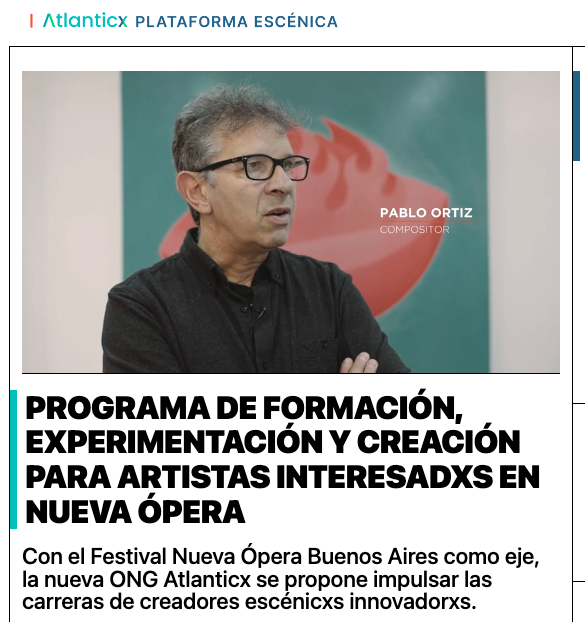 Atlanticx PLATAFORMA ESCÉNICA
PABLO ORTIZ
COMPOSITOR
PROGRAMA DE FORMACIÓN,
EXPERIMENTACIÓN Y CREACIÓN
PARA ARTISTAS INTERESADXS EN
NUEVA ÓPERA
Con el Festival Nueva Ópera Buenos Aires como eje,
la nueva ONG Atlanticx se propone impulsar las
carreras de creadores escénicxs innovadorxs.